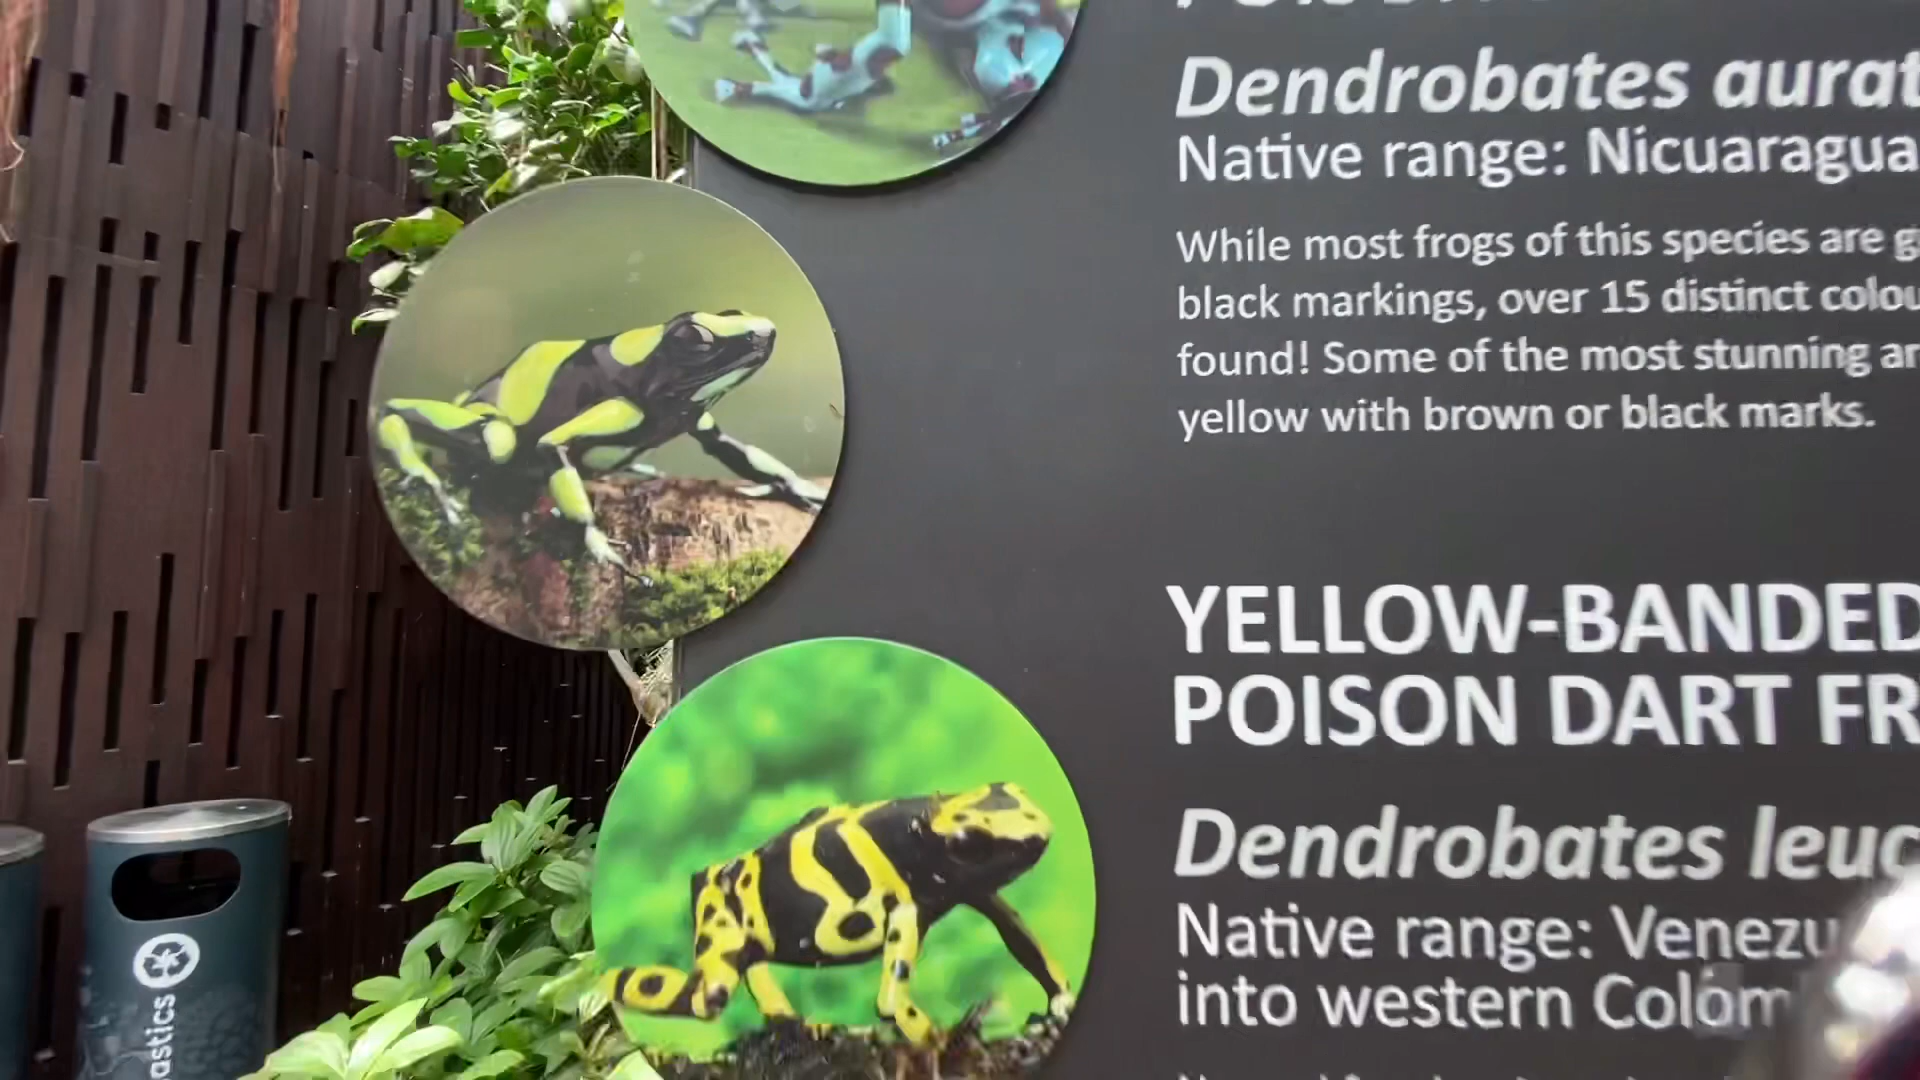 Dendrobates aurat
Native range: Nicuaragua
While most frogs of this species are g
black markings, over 15 distinct colou
found! Some of the most stunning ar
yellow with brown or black marks.
YELLOW-BANDED
POISON DART FR
Dendrobates leuc
Native range: Venezu
into western Colom
astics